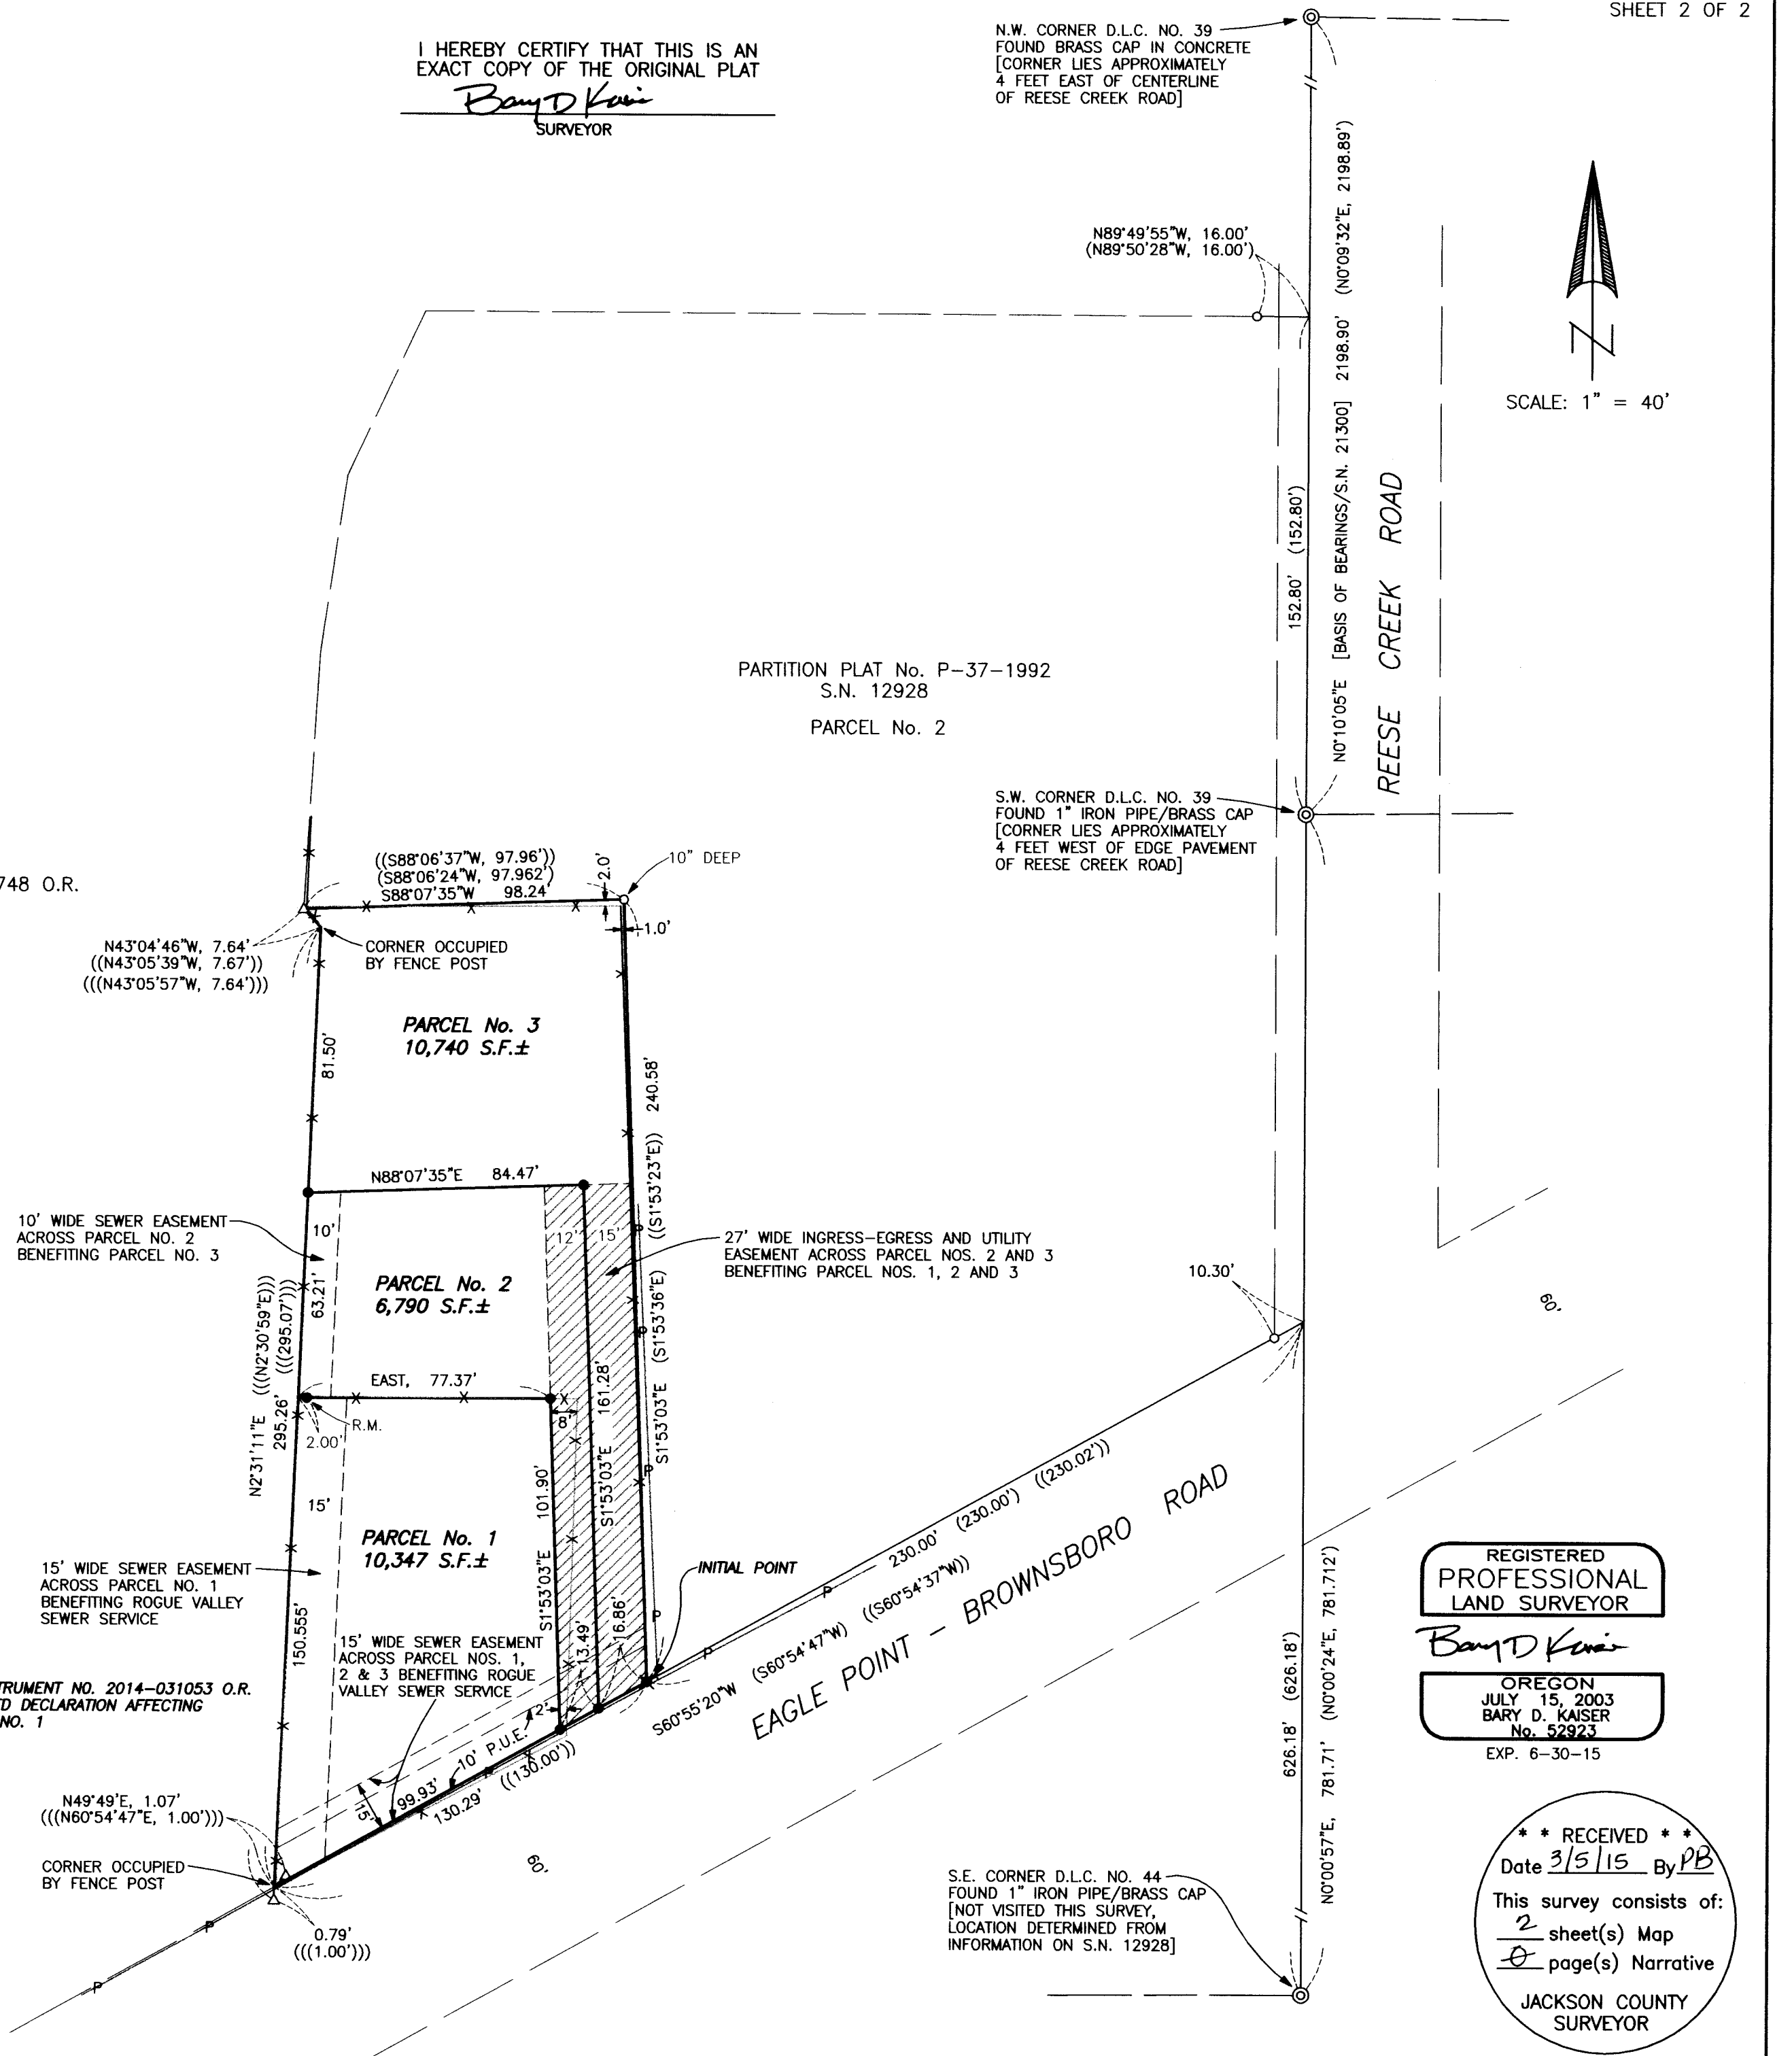 SHEET 2 OF 2
I HEREBY CERTIFY THAT THIS IS AN
EXACT COPY OF THE ORIGINAL PLAT
Bary D Kaiser
SURVEYOR
N.W. CORNER D.L.C. NO. 39
FOUND BRASS CAP IN CONCRETE
[CORNER LIES APPROXIMATELY
4 FEET EAST OF CENTERLINE
OF REESE CREEK ROAD]
N89°49'55"W, 16.00'
(N89°50'28"W, 16.00')
N0°10'05"E [BASIS OF BEARINGS/S.N. 21300] 2198.90' (N0°09'32"E, 2198.89')
N
SCALE: 1" = 40'
152.80' (152.80')
REESE CREEK ROAD
PARTITION PLAT No. P-37-1992
S.N. 12928
PARCEL No. 2
S.W. CORNER D.L.C. NO. 39
FOUND 1" IRON PIPE/BRASS CAP
[CORNER LIES APPROXIMATELY
4 FEET WEST OF EDGE PAVEMENT
OF REESE CREEK ROAD]
748 O.R.
((S88°06'37"W, 97.96'))
(S88°06'24"W, 97.962')
S88°07'35"W 98.24'
2.0'
10" DEEP
1.0'
N43°04'46"W, 7.64'
((N43°05'39"W, 7.67'))
(((N43°05'57"W, 7.64')))
CORNER OCCUPIED
BY FENCE POST
PARCEL No. 3
10,740 S.F.±
81.50'
240.58'
S1°53'03"E (S1°53'36"E) ((S1°53'23"E))
N88°07'35"E 84.47'
10' WIDE SEWER EASEMENT
ACROSS PARCEL NO. 2
BENEFITING PARCEL NO. 3
10'
12'
15'
27' WIDE INGRESS-EGRESS AND UTILITY
EASEMENT ACROSS PARCEL NOS. 2 AND 3
BENEFITING PARCEL NOS. 1, 2 AND 3
10.30'
60'
PARCEL No. 2
6,790 S.F.±
63.21'
N2°31'11"E (((N2°30'59"E)))
295.26' (((295.07')))
EAST, 77.37'
R.M.
2.00'
8'
S1°53'03"E 161.28'
15'
S1°53'03"E 101.90'
PARCEL No. 1
10,347 S.F.±
15' WIDE SEWER EASEMENT
ACROSS PARCEL NO. 1
BENEFITING ROGUE VALLEY
SEWER SERVICE
150.555'
15' WIDE SEWER EASEMENT
ACROSS PARCEL NOS. 1,
2 & 3 BENEFITING ROGUE
VALLEY SEWER SERVICE
INITIAL POINT
13.49'
16.86'
2'
TRUMENT NO. 2014-031053 O.R.
D DECLARATION AFFECTING
NO. 1
230.00' (230.00') ((230.02'))
S60°55'20"W (S60°54'47"W) ((S60°54'37"W))
EAGLE POINT - BROWNSBORO ROAD
10' P.U.E.
99.93'
15'
130.29' ((130.00'))
60'
N49°49'E, 1.07'
(((N60°54'47"E, 1.00')))
CORNER OCCUPIED
BY FENCE POST
0.79'
(((1.00')))
626.18' (626.18')
N0°00'57"E, 781.71' (N0°00'24"E, 781.712')
S.E. CORNER D.L.C. NO. 44
FOUND 1" IRON PIPE/BRASS CAP
[NOT VISITED THIS SURVEY,
LOCATION DETERMINED FROM
INFORMATION ON S.N. 12928]
REGISTERED
PROFESSIONAL
LAND SURVEYOR
Bary D Kaiser
OREGON
JULY 15, 2003
BARY D. KAISER
No. 52923
EXP. 6-30-15
* * RECEIVED * *
Date 3/5/15 By PB
This survey consists of:
2 sheet(s) Map
0 page(s) Narrative
JACKSON COUNTY
SURVEYOR